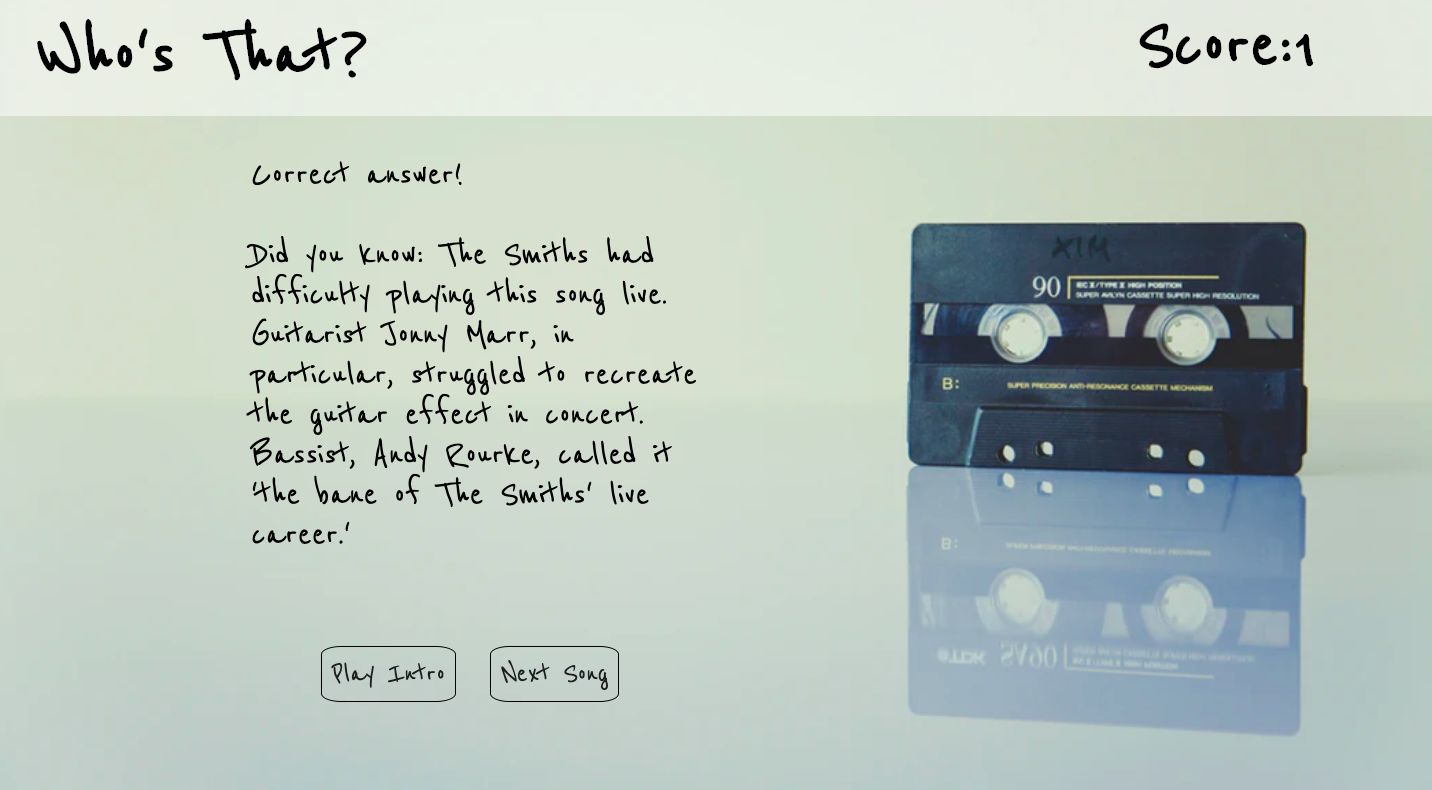 Who's That?
Score:1
Correct answer!
Did you know: The Smiths had
difficulty playing this song live.
Guitarist Jonny Marr, in
particular, struggled to recreate
the guitar effect in concert.
Bassist, Andy Rourke, called it
'the bane of The Smiths' live
career.'
Play Intro
Next Song
XIM
90
IEC II/TYPE II HIGH POSITION
SUPER AVILYN CASSETTE SUPER HIGH RESOLUTION
B:
SUPER PRECISION ANTI-RESONANCE CASSETTE MECHANISM
B:
TDK SA90